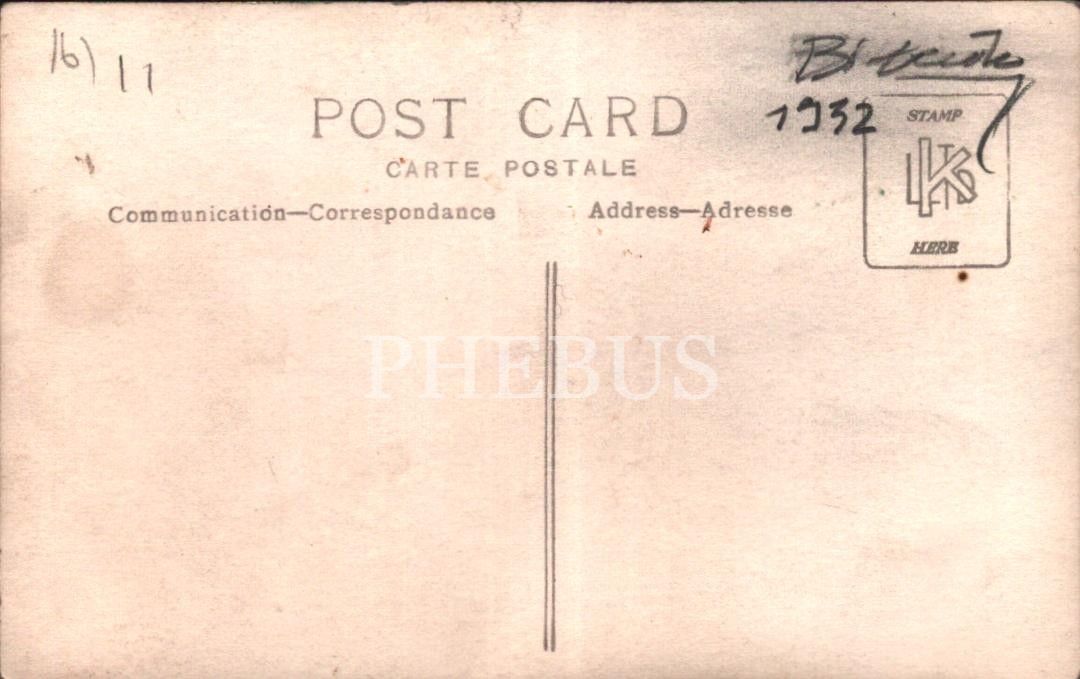 16) 11
1932
POST CARD
CARTE POSTALE
Communication—Correspondance
Address—Adresse
STAMP
HERE
PHEBUS